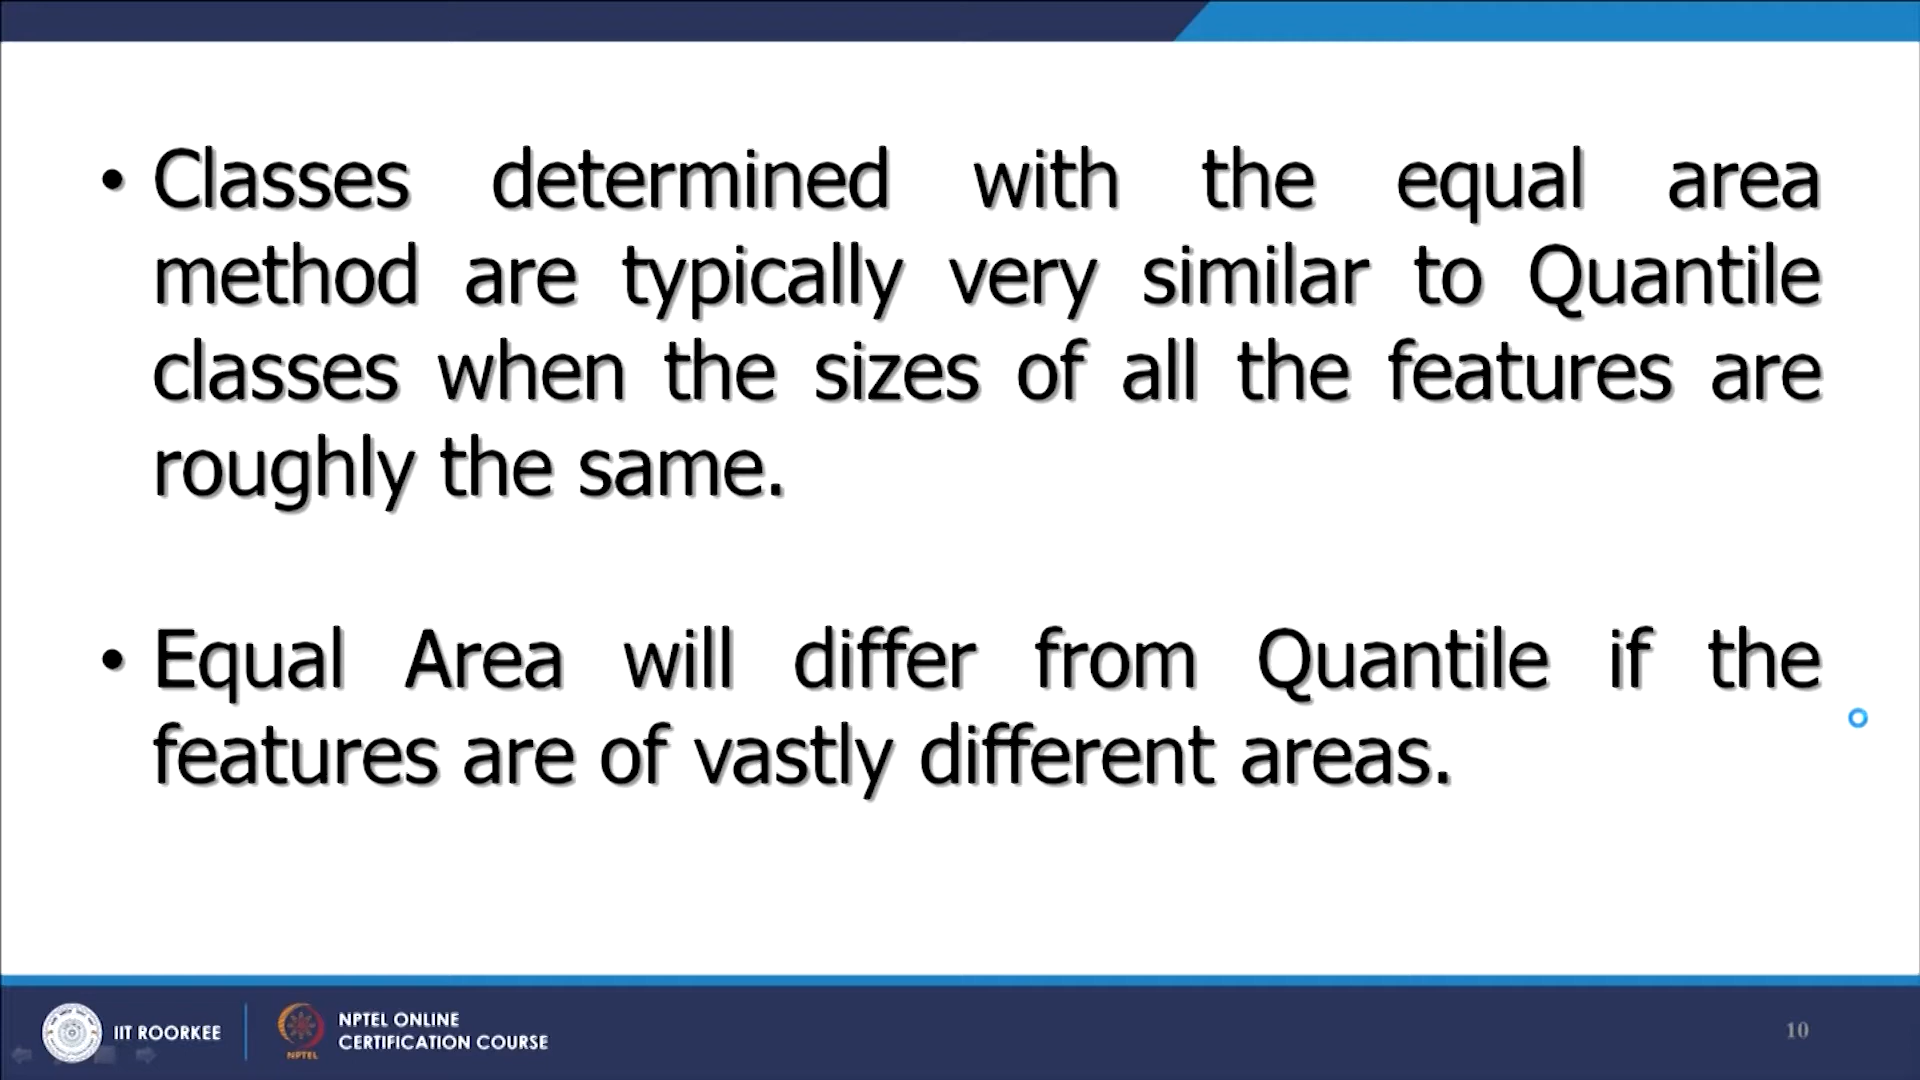 • Classes determined with the equal area
method are typically very similar to Quantile
classes when the sizes of all the features are
roughly the same.
• Equal Area will differ from Quantile if the
features are of vastly different areas.
IIT ROORKEE
NPTEL
NPTEL ONLINE
CERTIFICATION COURSE
10